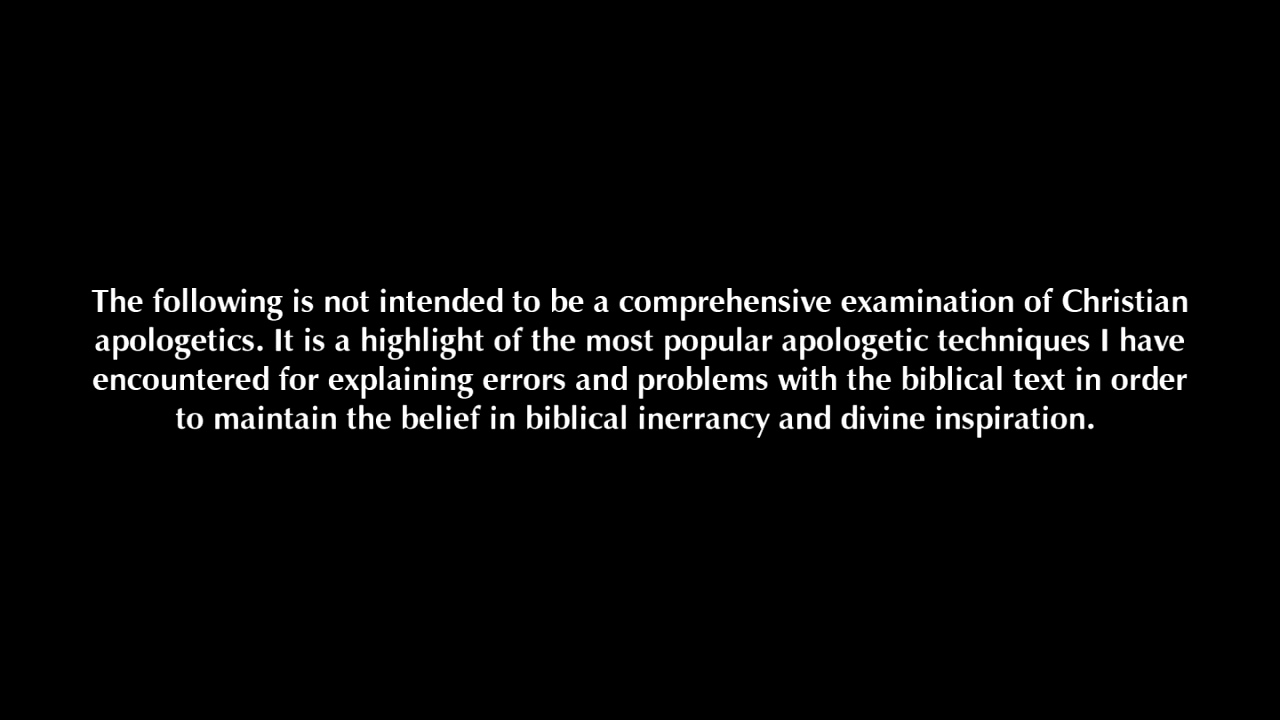 The following is not intended to be a comprehensive examination of Christian
apologetics. It is a highlight of the most popular apologetic techniques I have
encountered for explaining errors and problems with the biblical text in order
to maintain the belief in biblical inerrancy and divine inspiration.